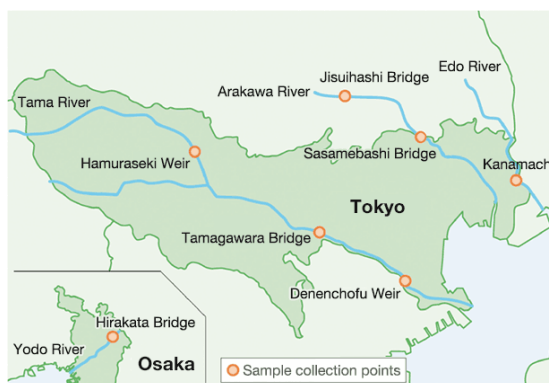 Edo River
Jisuihashi Bridge
Arakawa River
Tama River
Hamuraseki Weir
Sasamebashi Bridge
Kanamach
Tokyo
Tamagawara Bridge
Denenchofu Weir
Hirakata Bridge
Yodo River
Osaka
Sample collection points